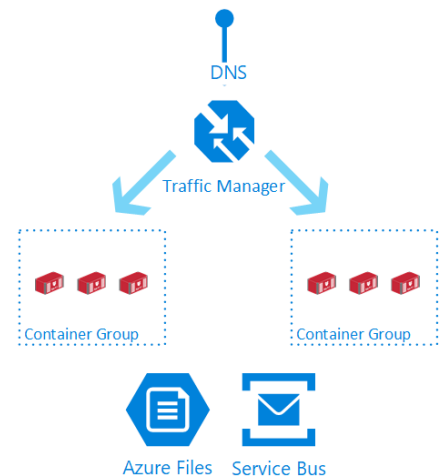 DNS
Traffic Manager
Container Group
Container Group
Azure Files
Service Bus